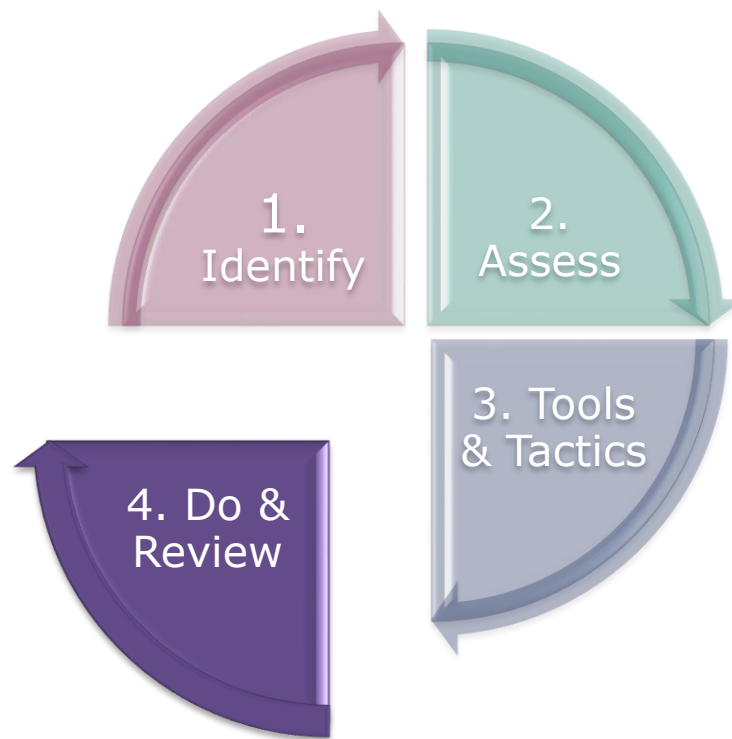 1.
Identify
2.
Assess
3. Tools
& Tactics
4. Do &
Review